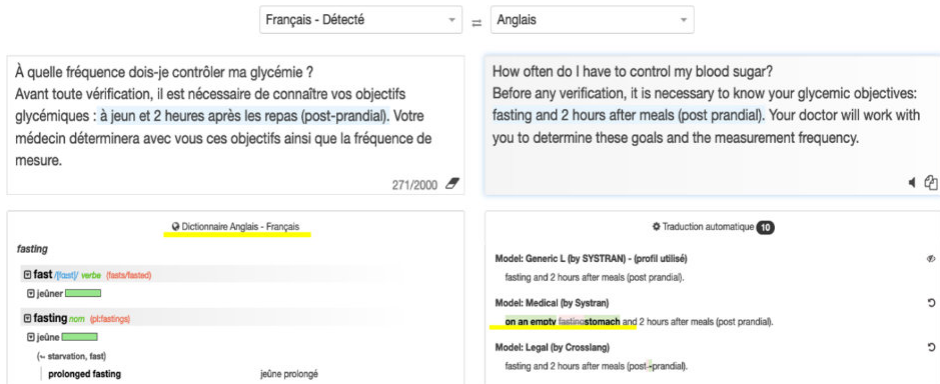 Français - Détecté
Anglais
À quelle fréquence dois-je contrôler ma glycémie ?
Avant toute vérification, il est nécessaire de connaître vos objectifs
glycémiques : à jeun et 2 heures après les repas (post-prandial). Votre
médecin déterminera avec vous ces objectifs ainsi que la fréquence de
mesure.
271/2000
How often do I have to control my blood sugar?
Before any verification, it is necessary to know your glycemic objectives:
fasting and 2 hours after meals (post prandial). Your doctor will work with
you to determine these goals and the measurement frequency.
Dictionnaire Anglais - Français
fasting
fast /[fɑːst]/ verbe (fasts/fasted)
jeûner
fasting nom (pl:fastings)
jeûne
(~ starvation, fast)
prolonged fasting jeûne prolongé
Traduction automatique 10
Model: Generic L (by SYSTRAN) - (profil utilisé)
fasting and 2 hours after meals (post prandial).
Model: Medical (by Systran)
on an empty fastingstomach and 2 hours after meals (post prandial).
Model: Legal (by Crosslang)
fasting and 2 hours after meals (post -prandial).